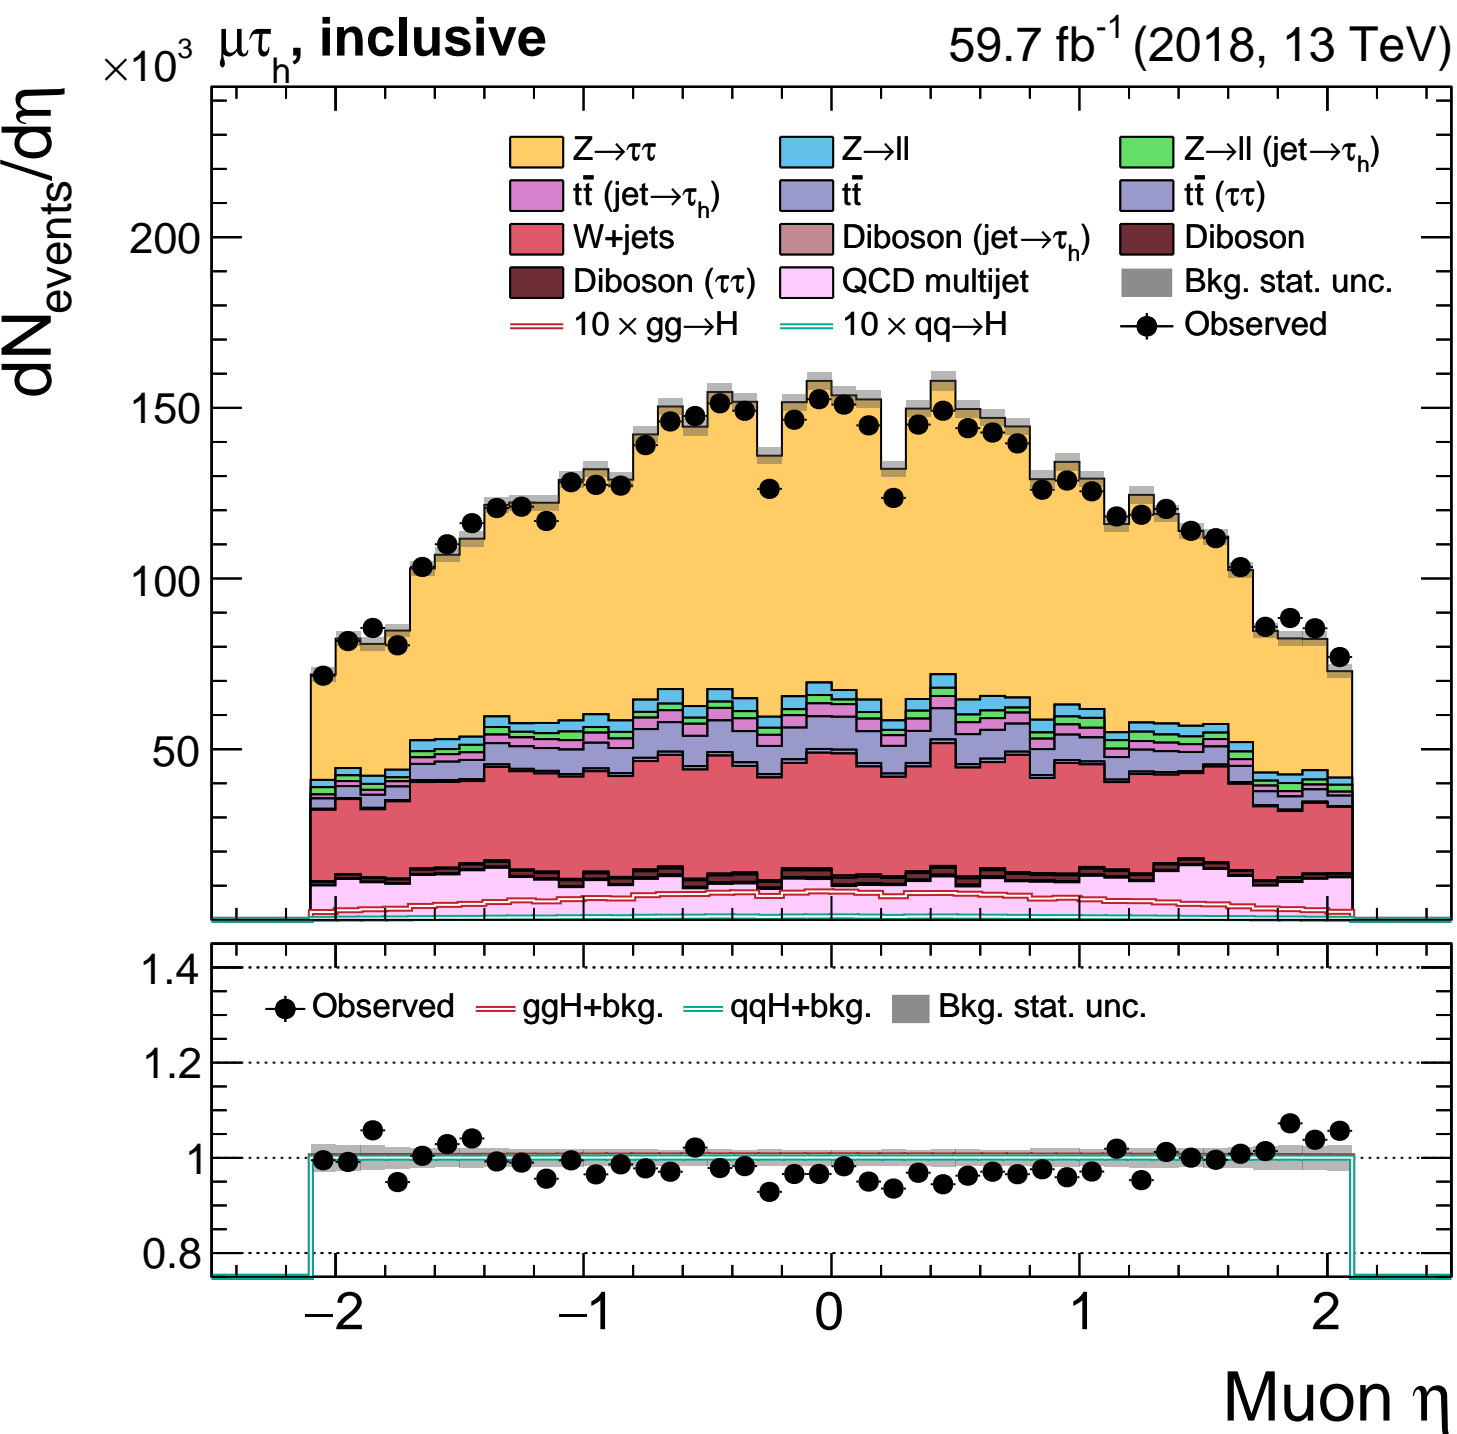 ×10³ μτₕ, inclusive 59.7 fb⁻¹ (2018, 13 TeV)
dN_events/dη
Z→ττ Z→ll Z→ll (jet→τₕ)
tt̄ (jet→τₕ) tt̄ tt̄ (ττ)
W+jets Diboson (jet→τₕ) Diboson
Diboson (ττ) QCD multijet Bkg. stat. unc.
10 × gg→H 10 × qq→H Observed
200
150
100
50
1.4
Observed ggH+bkg. qqH+bkg. Bkg. stat. unc.
1.2
1
0.8
−2 −1 0 1 2
Muon η